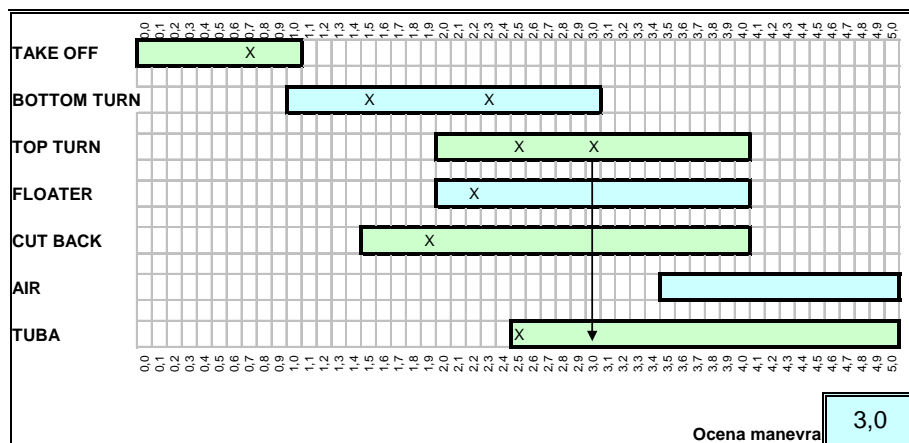 0,0 0,1 0,2 0,3 0,4 0,5 0,6 0,7 0,8 0,9 1,0 1,1 1,2 1,3 1,4 1,5 1,6 1,7 1,8 1,9 2,0 2,1 2,2 2,3 2,4 2,5 2,6 2,7 2,8 2,9 3,0 3,1 3,2 3,3 3,4 3,5 3,6 3,7 3,8 3,9 4,0 4,1 4,2 4,3 4,4 4,5 4,6 4,7 4,8 4,9 5,0
TAKE OFF X
BOTTOM TURN X X
TOP TURN X X
FLOATER X
CUT BACK X
AIR
TUBA X
0,0 0,1 0,2 0,3 0,4 0,5 0,6 0,7 0,8 0,9 1,0 1,1 1,2 1,3 1,4 1,5 1,6 1,7 1,8 1,9 2,0 2,1 2,2 2,3 2,4 2,5 2,6 2,7 2,8 2,9 3,0 3,1 3,2 3,3 3,4 3,5 3,6 3,7 3,8 3,9 4,0 4,1 4,2 4,3 4,4 4,5 4,6 4,7 4,8 4,9 5,0
Ocena manevra 3,0